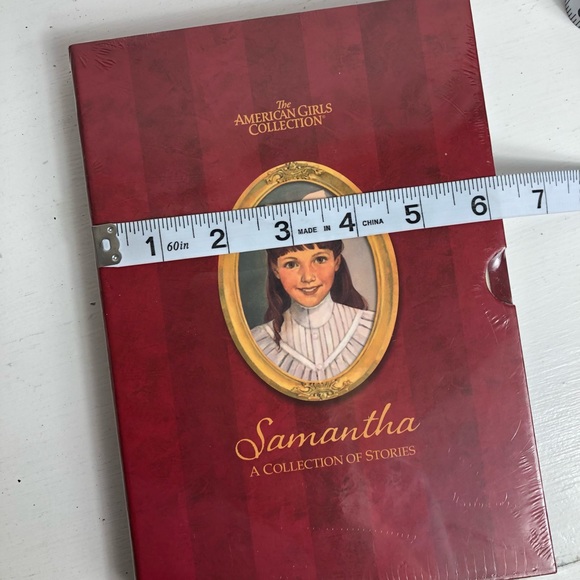 The
AMERICAN GIRLS
COLLECTION®
1 60in 2 3 MADE IN 4 CHINA 5 6 7
Samantha
A COLLECTION OF STORIES